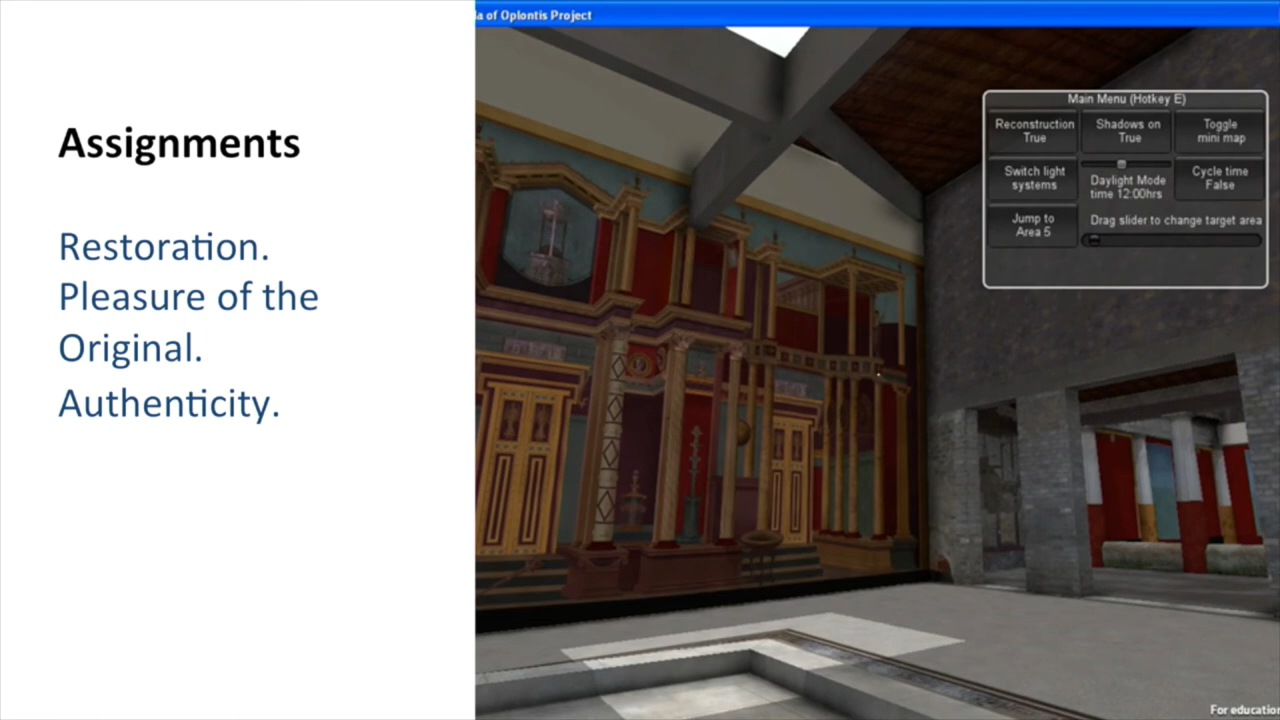 Assignments
Restoration.
Pleasure of the
Original.
Authenticity.
a of Oplontis Project
Main Menu (Hotkey E)
Reconstruction
True
Shadows on
True
Toggle
mini map
Switch light
systems
Daylight Mode
time 12:00hrs
Cycle time
False
Jump to
Area 5
Drag slider to change target area
For education